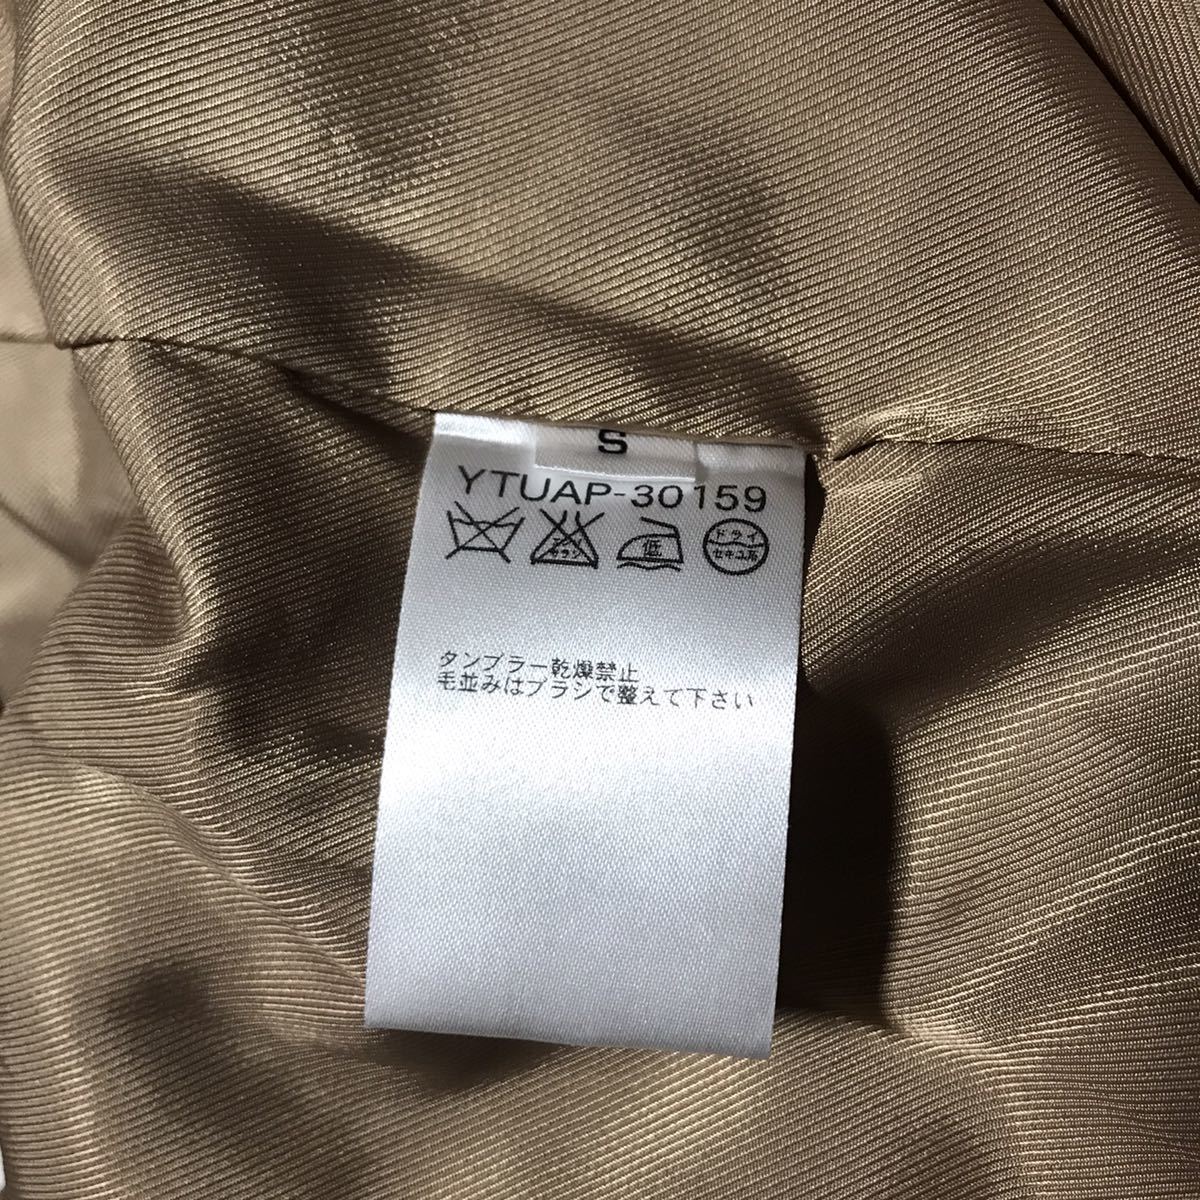 S
YTUAP-30159
低
ドライ
セキユ系
タンブラー乾燥禁止
毛並みはブラシで整えて下さい